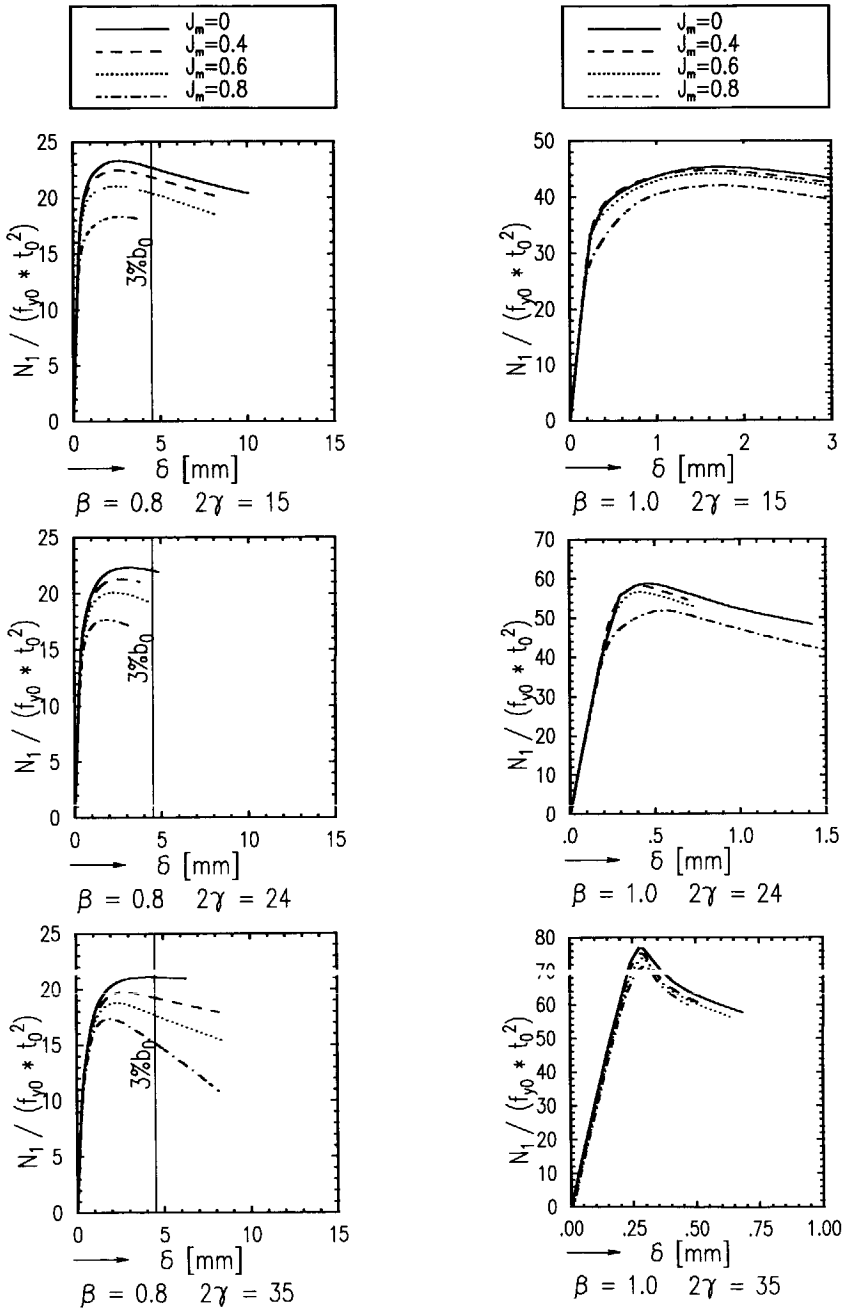 J_m=0
J_m=0.4
J_m=0.6
J_m=0.8
J_m=0
J_m=0.4
J_m=0.6
J_m=0.8
25
20
15
10
5
0
N_1 / (f_y0 * t_0^2)
3%b_0
0 5 10 15
δ [mm]
β = 0.8 2γ = 15
50
40
30
20
10
0
N_1 / (f_y0 * t_0^2)
0 1 2 3
δ [mm]
β = 1.0 2γ = 15
25
20
15
10
5
0
N_1 / (f_y0 * t_0^2)
3%b_0
0 5 10 15
δ [mm]
β = 0.8 2γ = 24
70
60
50
40
30
20
10
0
N_1 / (f_y0 * t_0^2)
.0 .5 1.0 1.5
δ [mm]
β = 1.0 2γ = 24
25
20
15
10
5
0
N_1 / (f_y0 * t_0^2)
3%b_0
0 5 10 15
δ [mm]
β = 0.8 2γ = 35
80
70
60
50
40
30
20
10
0
N_1 / (f_y0 * t_0^2)
.00 .25 .50 .75 1.00
δ [mm]
β = 1.0 2γ = 35